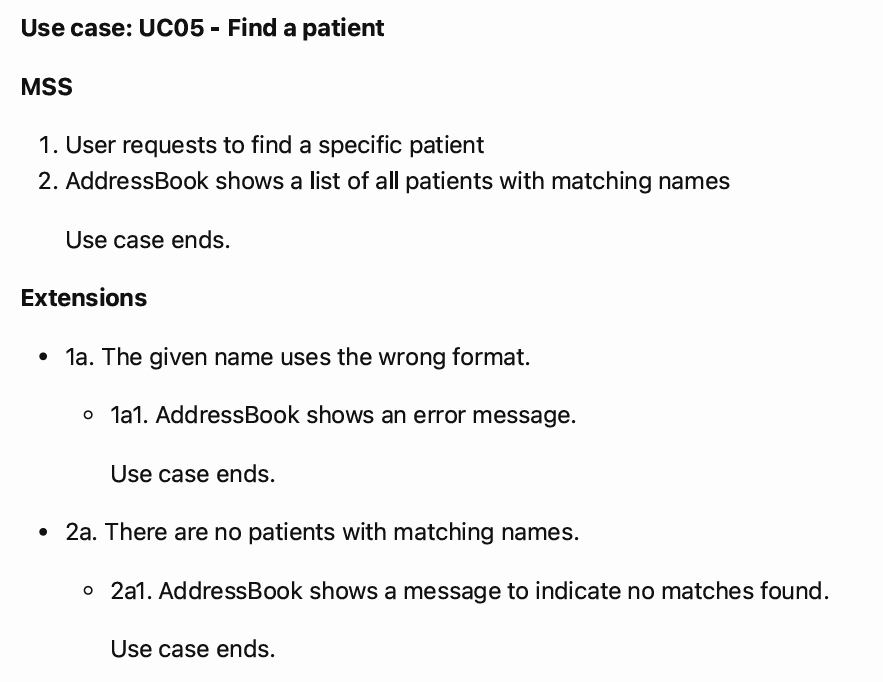 Use case: UC05 - Find a patient
MSS
1. User requests to find a specific patient
2. AddressBook shows a list of all patients with matching names
Use case ends.
Extensions
• 1a. The given name uses the wrong format.
◦ 1a1. AddressBook shows an error message.
Use case ends.
• 2a. There are no patients with matching names.
◦ 2a1. AddressBook shows a message to indicate no matches found.
Use case ends.